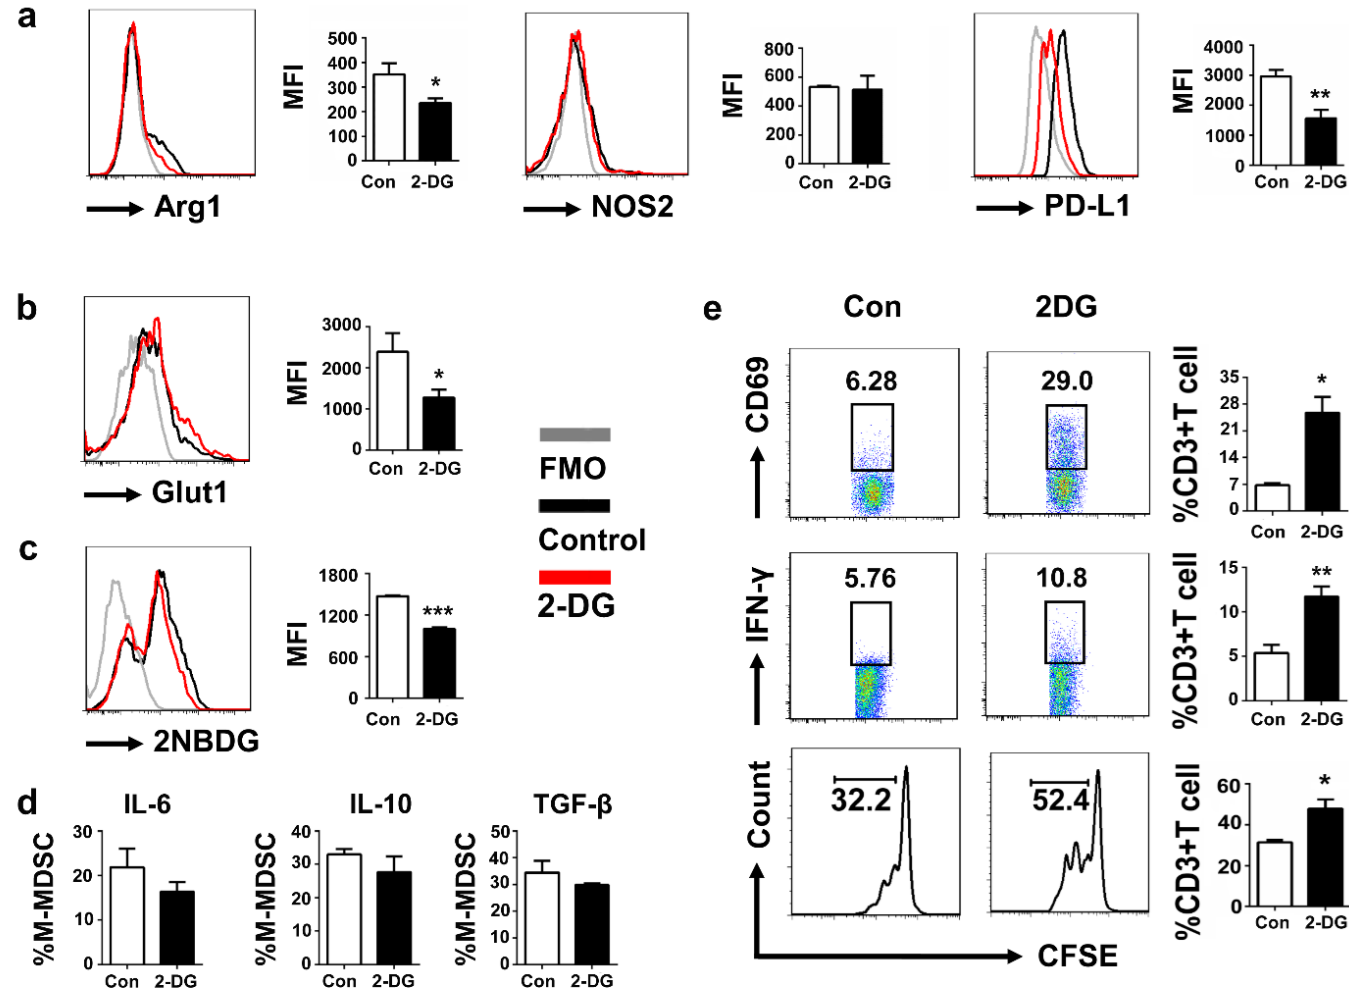 a
MFI
500
400
300
200
100
0
*
Con 2-DG
Arg1
MFI
800
600
400
200
0
Con 2-DG
NOS2
MFI
4000
3000
2000
1000
0
**
Con 2-DG
PD-L1
b
MFI
3000
2000
1000
0
*
Con 2-DG
Glut1
c
MFI
1800
1200
600
0
***
Con 2-DG
2NBDG
FMO
Control
2-DG
d
IL-6
%M-MDSC
30
20
10
0
Con 2-DG
IL-10
%M-MDSC
40
30
20
10
0
Con 2-DG
TGF-β
%M-MDSC
50
40
30
20
10
0
Con 2-DG
e
Con 2DG
CD69
6.28
29.0
%CD3+T cell
35
28
21
14
7
0
*
Con 2-DG
IFN-γ
5.76
10.8
%CD3+T cell
15
10
5
0
**
Con 2-DG
Count
32.2
52.4
CFSE
%CD3+T cell
60
40
20
0
*
Con 2-DG